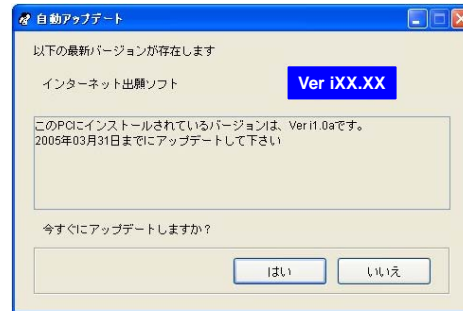 自動アップデート
以下の最新バージョンが存在します
インターネット出願ソフト
Ver iXX.XX
このPCにインストールされているバージョンは、Ver i1.0aです。
2005年03月31日までにアップデートして下さい
今すぐにアップデートしますか？
はい
いいえ